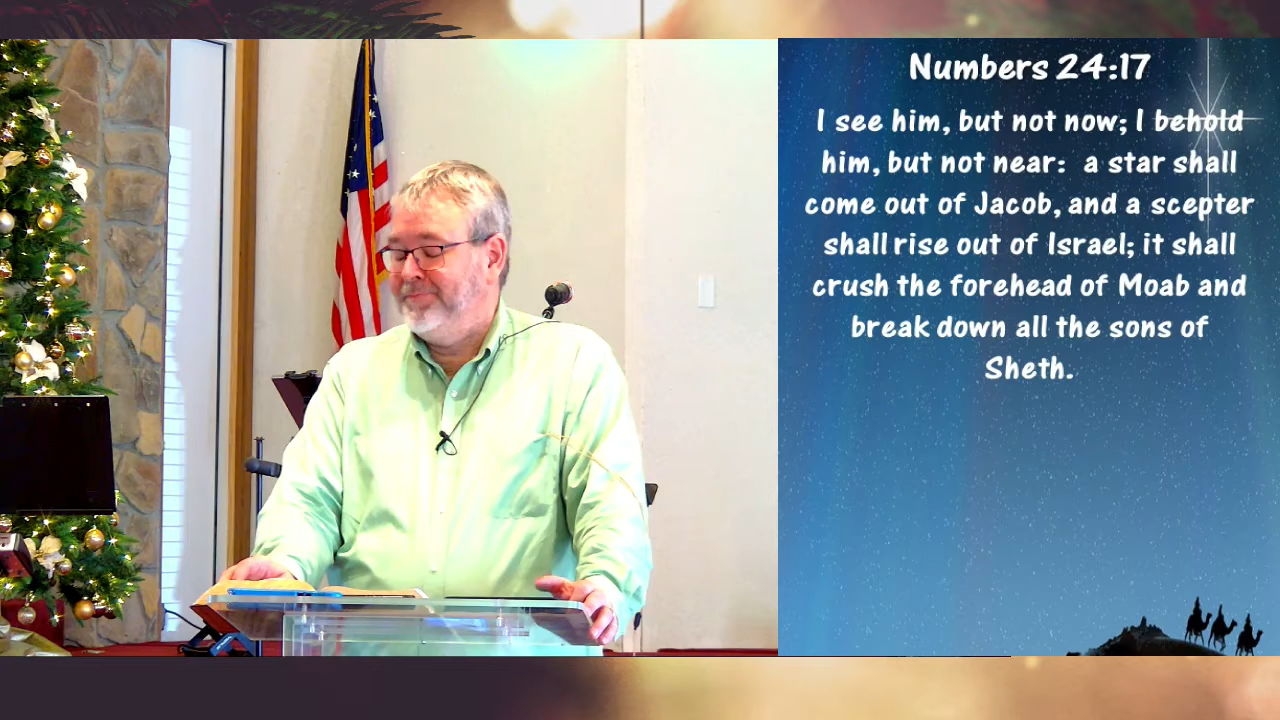 Numbers 24:17
I see him, but not now; I behold
him, but not near:  a star shall
come out of Jacob, and a scepter
shall rise out of Israel; it shall
crush the forehead of Moab and
break down all the sons of
Sheth.